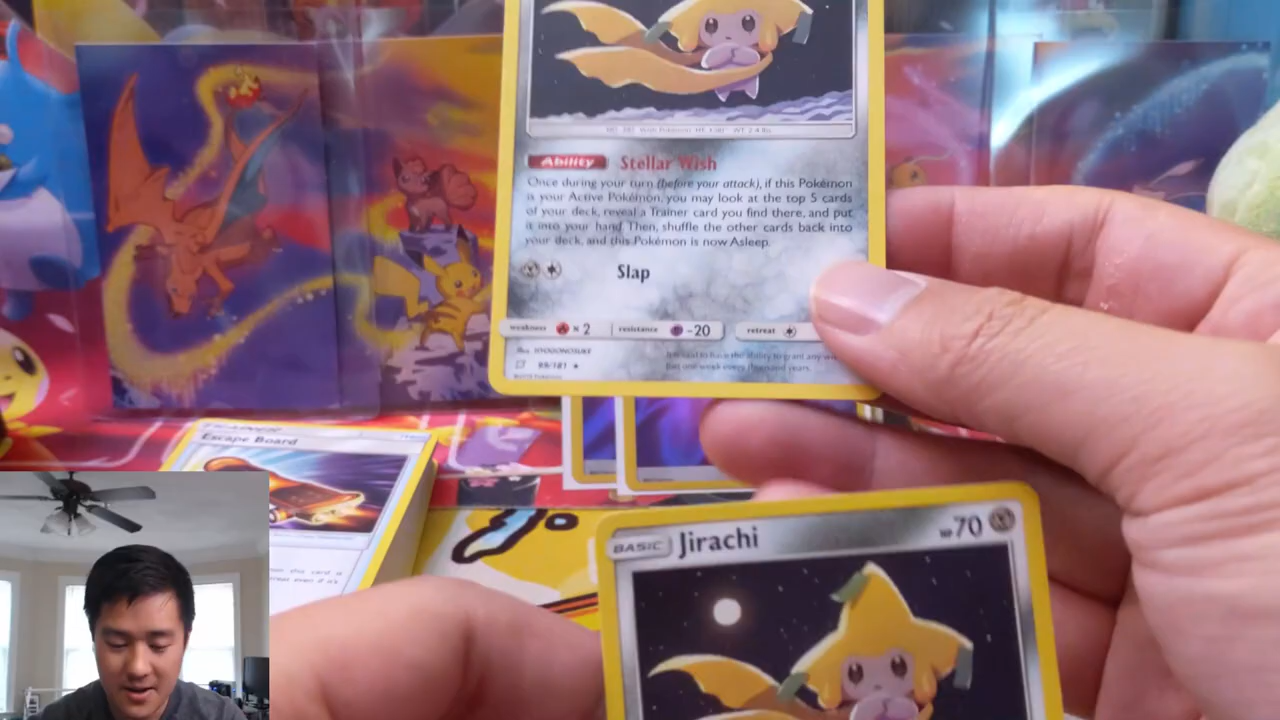 Ability Stellar Wish
Once during your turn (before your attack), if this Pokémon
is your Active Pokémon, you may look at the top 5 cards
of your deck, reveal a Trainer card you find there, and put
it into your hand. Then, shuffle the other cards back into
your deck, and this Pokémon is now Asleep.
Slap
weakness × 2 resistance -20 retreat
99/181
Escape Board
BASIC Jirachi HP70